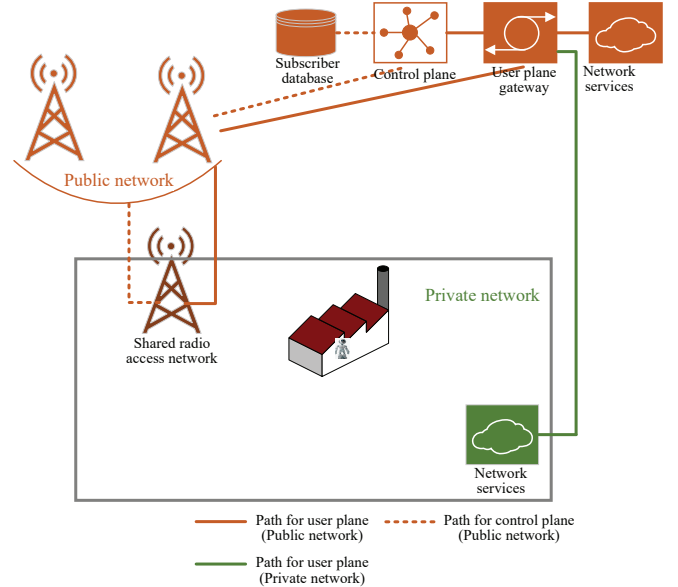 Subscriber
database
Control plane
User plane
gateway
Network
services
Public network
Private network
Shared radio
access network
Network
services
Path for user plane
(Public network)
Path for control plane
(Public network)
Path for user plane
(Private network)